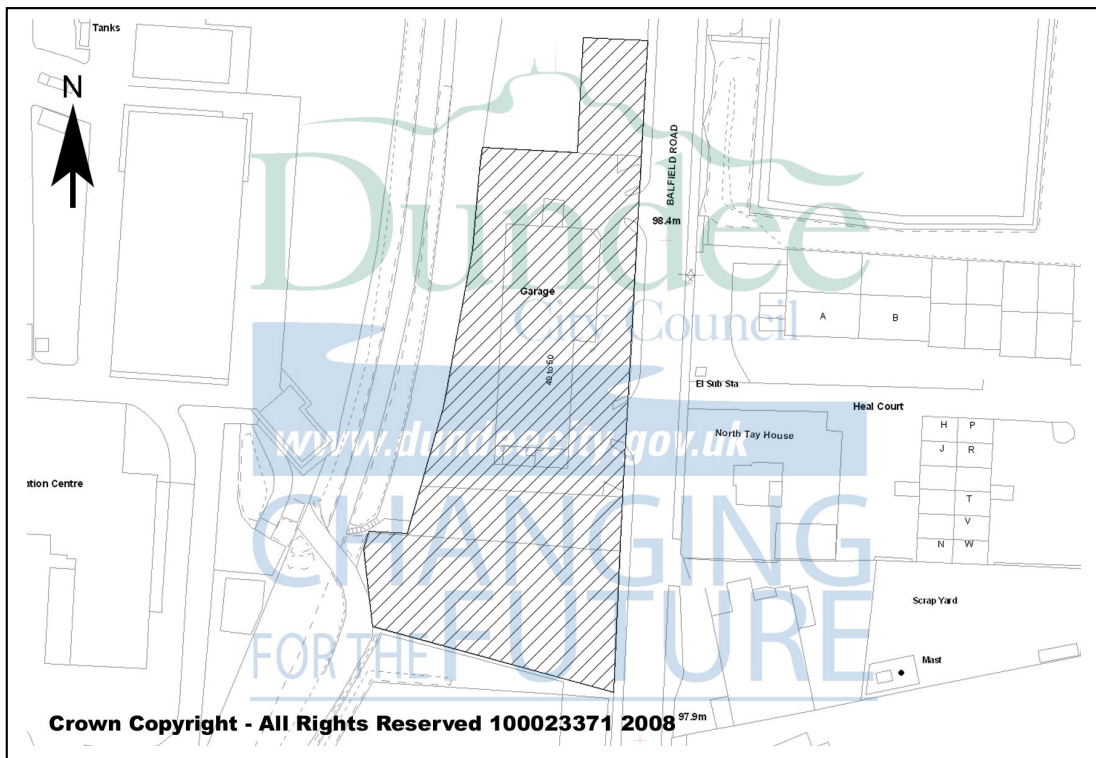 Tanks
N
BALFIELD ROAD
98.4m
Dundee
Garage
City Council
A
B
40 to 50
El Sub Sta
Heal Court
www.dundeecity.gov.uk
North Tay House
H
P
J
R
ntion Centre
T
CHANGING
V
N
W
FOR THE FUTURE
Scrap Yard
Mast
Crown Copyright - All Rights Reserved 100023371 2008
97.9m